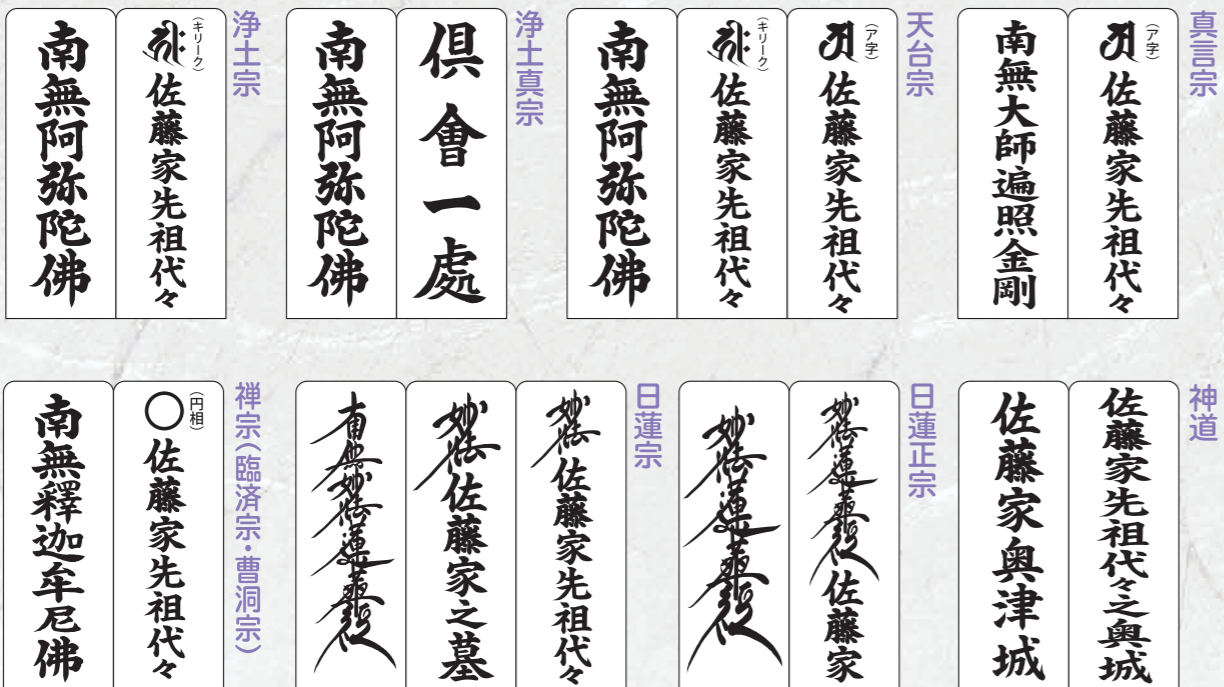 真言宗
(ア字)
佐藤家先祖代々
南無大師遍照金剛
天台宗
(ア字)
佐藤家先祖代々
(キリーク)
佐藤家先祖代々
南無阿弥陀佛
浄土真宗
倶會一處
南無阿弥陀佛
浄土宗
(キリーク)
佐藤家先祖代々
南無阿弥陀佛
神道
佐藤家先祖代々之奥城
佐藤家奥津城
日蓮正宗
妙法蓮華経佐藤家
妙法蓮華経
日蓮宗
妙法佐藤家先祖代々
妙法佐藤家之墓
南無妙法蓮華経
禅宗(臨済宗・曹洞宗)
(円相)
〇佐藤家先祖代々
南無釋迦牟尼佛